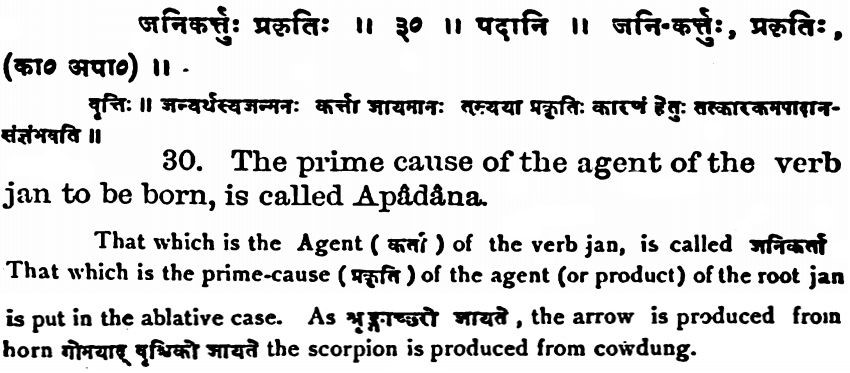 जनिकर्त्तुः प्रकृतिः ॥ ३० ॥ पदानि ॥ जनि-कर्त्तुः, प्रकृतिः,
(का० अपा०) ॥
वृत्तिः ॥ जन्यर्थस्यजन्मनः कर्त्ता जायमानः तस्यया प्रकृतिः कारणं हेतुः तत्कारकमपादान-
संज्ञंभवति ॥
30. The prime cause of the agent of the verb
jan to be born, is called Apâdâna.
That which is the Agent ( कर्ता ) of the verb jan, is called जनिकर्ता
That which is the prime-cause ( प्रकृति ) of the agent (or product) of the root jan
is put in the ablative case. As शृङ्गाच्छरो जायते, the arrow is produced from
horn गोमयाद् वृश्चिको जायते the scorpion is produced from cowdung.